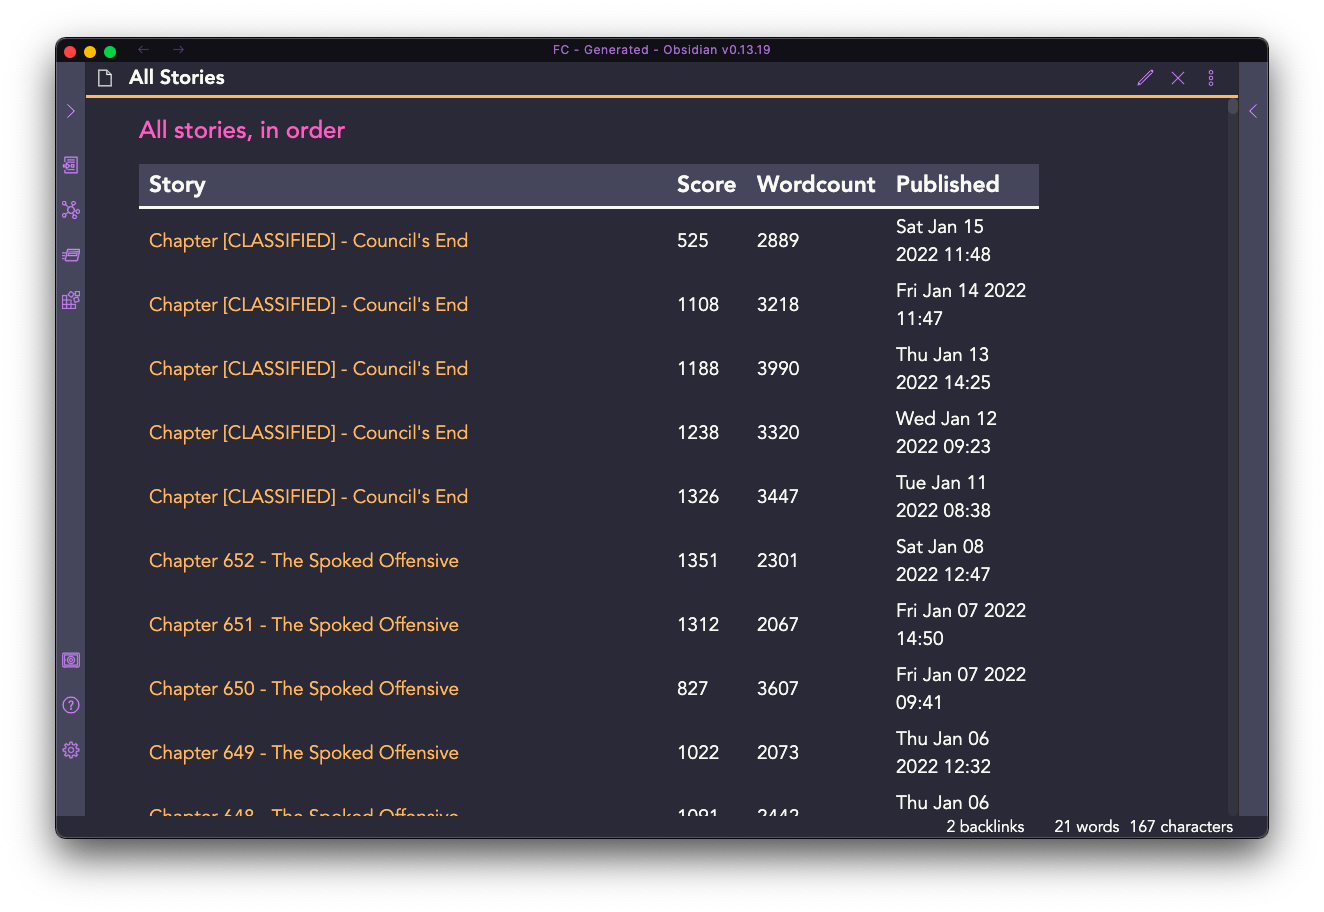 FC - Generated - Obsidian v0.13.19
All Stories
All stories, in order
Story Score Wordcount Published
Chapter [CLASSIFIED] - Council's End 525 2889 Sat Jan 15
2022 11:48
Chapter [CLASSIFIED] - Council's End 1108 3218 Fri Jan 14 2022
11:47
Chapter [CLASSIFIED] - Council's End 1188 3990 Thu Jan 13
2022 14:25
Chapter [CLASSIFIED] - Council's End 1238 3320 Wed Jan 12
2022 09:23
Chapter [CLASSIFIED] - Council's End 1326 3447 Tue Jan 11
2022 08:38
Chapter 652 - The Spoked Offensive 1351 2301 Sat Jan 08
2022 12:47
Chapter 651 - The Spoked Offensive 1312 2067 Fri Jan 07 2022
14:50
Chapter 650 - The Spoked Offensive 827 3607 Fri Jan 07 2022
09:41
Chapter 649 - The Spoked Offensive 1022 2073 Thu Jan 06
2022 12:32
Chapter 648 - The Spoked Offensive 1091 2442 Thu Jan 06
2 backlinks 21 words 167 characters